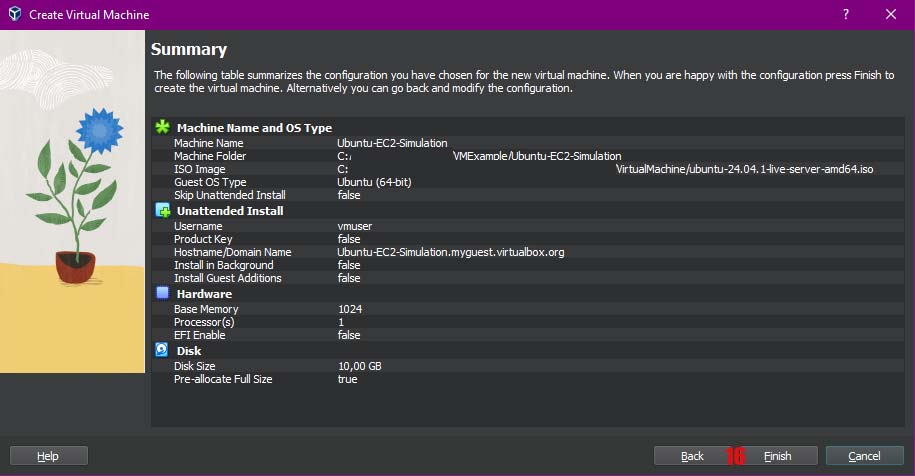 Create Virtual Machine
?
Summary
The following table summarizes the configuration you have chosen for the new virtual machine. When you are happy with the configuration press Finish to
create the virtual machine. Alternatively you can go back and modify the configuration.
Machine Name and OS Type
Machine Name Ubuntu-EC2-Simulation
Machine Folder C:/ VMExample/Ubuntu-EC2-Simulation
ISO Image C: VirtualMachine/ubuntu-24.04.1-live-server-amd64.iso
Guest OS Type Ubuntu (64-bit)
Skip Unattended Install false
Unattended Install
Username vmuser
Product Key false
Hostname/Domain Name Ubuntu-EC2-Simulation.myguest.virtualbox.org
Install in Background false
Install Guest Additions false
Hardware
Base Memory 1024
Processor(s) 1
EFI Enable false
Disk
Disk Size 10,00 GB
Pre-allocate Full Size true
Help Back 16 Finish Cancel